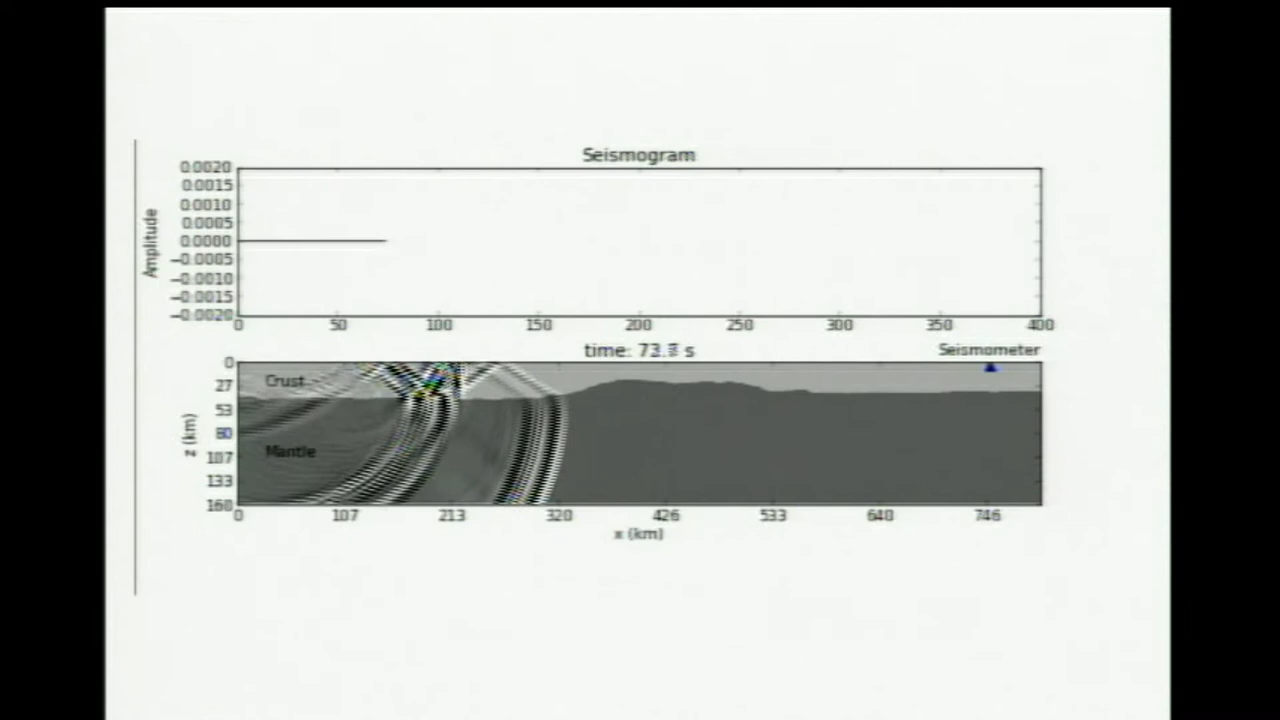 Seismogram
0.0020
0.0015
0.0010
0.0005
0.0000
−0.0005
−0.0010
−0.0015
−0.0020
Amplitude
0 50 100 150 200 250 300 350 400
time: s
Seismometer
0
27
53
80
107
133
160
z (km)
Crust
Mantle
0 107 213 320 426 533 640 746
x (km)